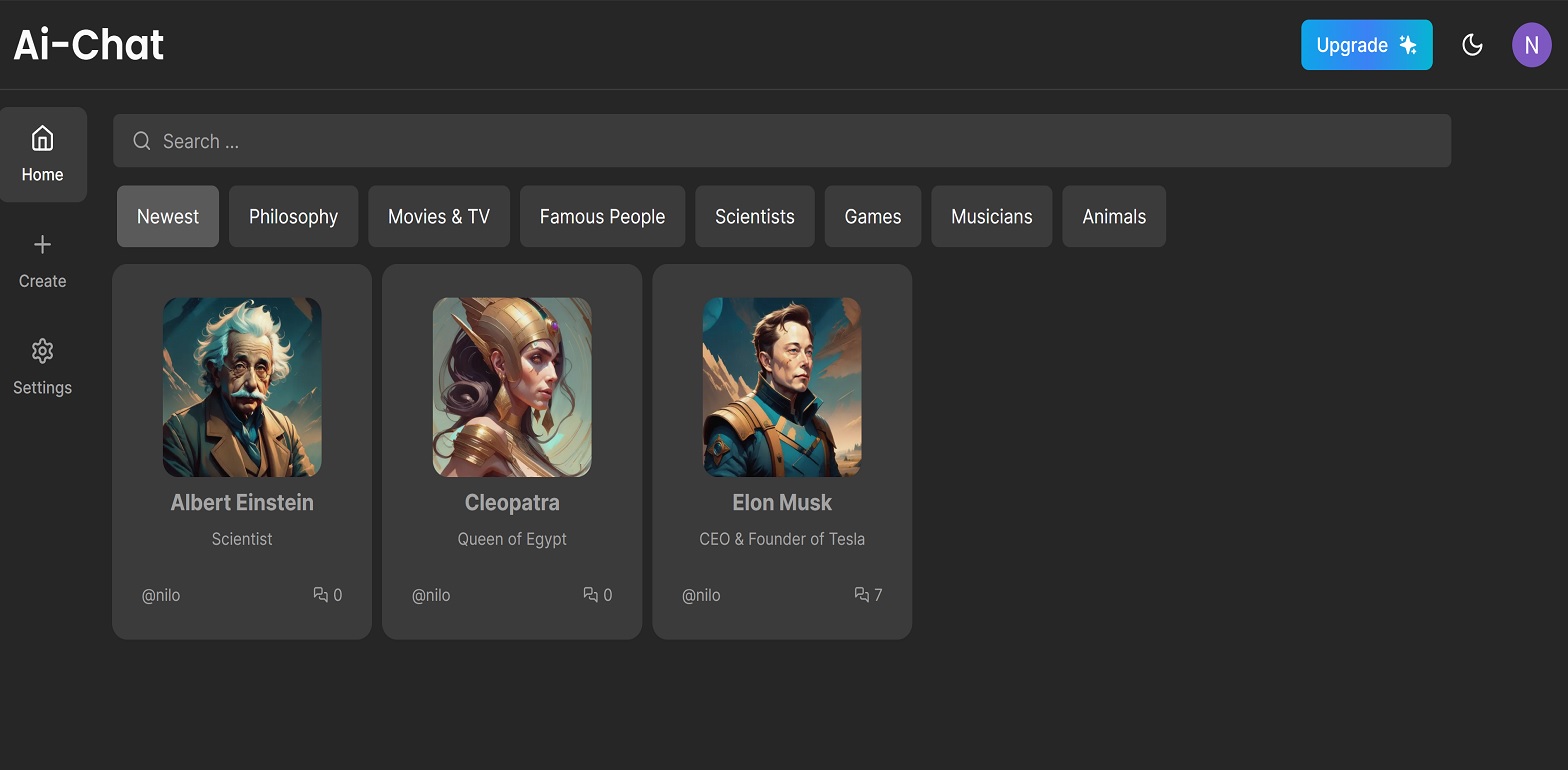 Ai-Chat
Upgrade
N
Home
Create
Settings
Search ...
Newest
Philosophy
Movies & TV
Famous People
Scientists
Games
Musicians
Animals
Albert Einstein
Scientist
@nilo
0
Cleopatra
Queen of Egypt
@nilo
0
Elon Musk
CEO & Founder of Tesla
@nilo
7